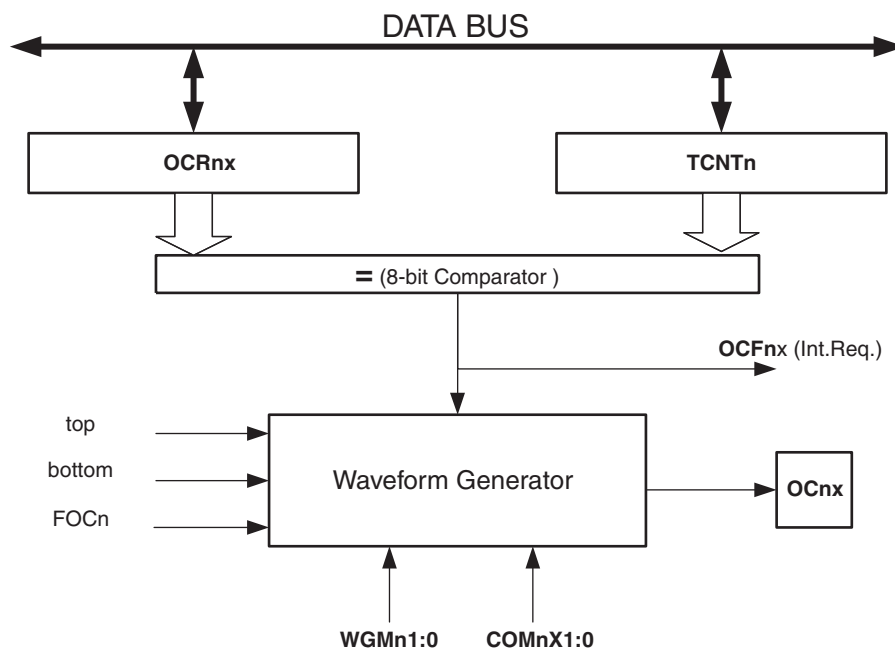 DATA BUS
OCRnx
TCNTn
= (8-bit Comparator )
OCFnx (Int.Req.)
top
bottom
FOCn
Waveform Generator
OCnx
WGMn1:0
COMnX1:0